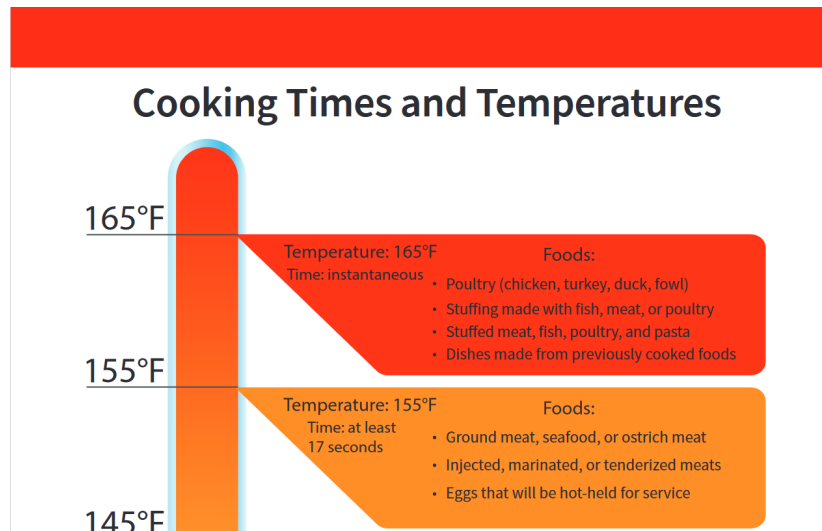 Cooking Times and Temperatures
165°F
Temperature: 165°F
Time: instantaneous
Foods:
• Poultry (chicken, turkey, duck, fowl)
• Stuffing made with fish, meat, or poultry
• Stuffed meat, fish, poultry, and pasta
• Dishes made from previously cooked foods
155°F
Temperature: 155°F
Time: at least
17 seconds
Foods:
• Ground meat, seafood, or ostrich meat
• Injected, marinated, or tenderized meats
• Eggs that will be hot-held for service
145°F